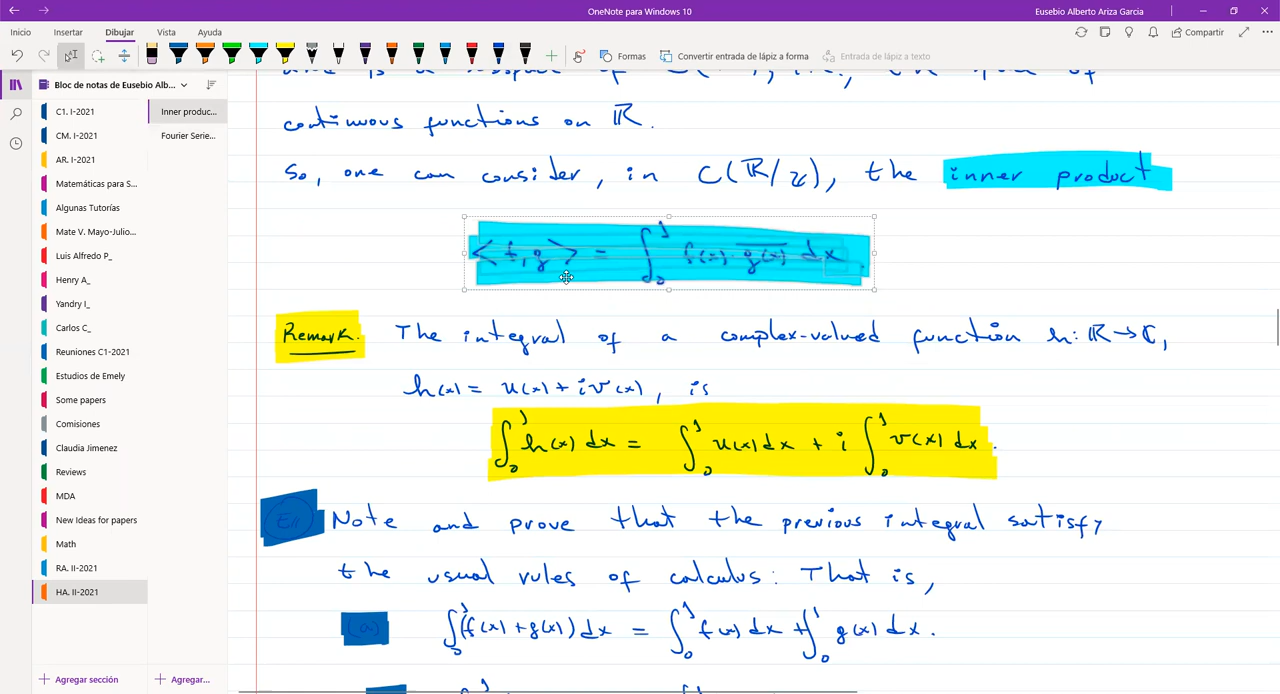 OneNote para Windows 10
Eusebio Alberto Ariza Garcia
Inicio
Insertar
Dibujar
Vista
Ayuda
Compartir
Formas
Convertir entrada de lápiz a forma
Entrada de lápiz a forma
Bloc de notas de Eusebio Alb...
C1. I-2021
CM. I-2021
AR. I-2021
Matemáticas para S...
Algunas Tutorías
Mate V. Mayo-Julio...
Luis Alfredo P_
Henry A_
Yandry I_
Carlos C_
Reuniones C1-2021
Estudios de Emely
Some papers
Comisiones
Claudia Jimenez
Reviews
MDA
New Ideas for papers
Math
RA. II-2021
HA. II-2021
Agregar sección
Inner produc...
Fourier Serie...
Agregar...
continuous functions on ℝ.
So, one can consider, in C(ℝ/ℤ), the inner product
<f,g> = ∫₀¹ f(x)·\overline{g(x)} dx.
Remark. The integral of a complex-valued function h: ℝ→ℂ,
h(x) = u(x) + i v(x), is
∫₀¹ h(x) dx = ∫₀¹ u(x) dx + i ∫₀¹ v(x) dx.
Note and prove that the previous integral satisfy
the usual rules of calculus: That is,
(a) ∫₀¹ (f(x)+g(x)) dx = ∫₀¹ f(x) dx + ∫₀¹ g(x) dx.